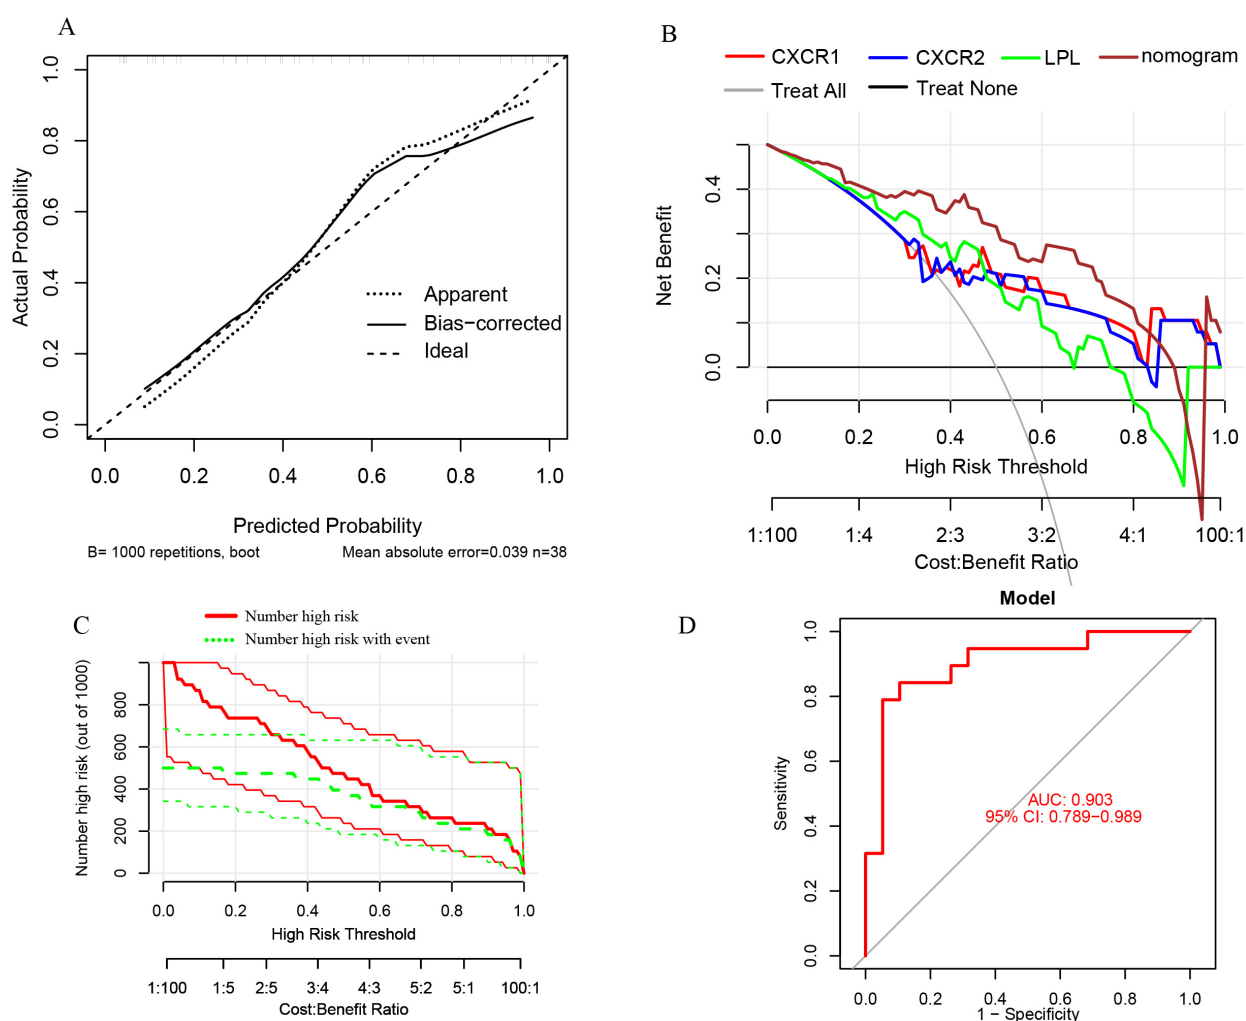 A
1.0
0.8
0.6
0.4
0.2
0.0
Actual Probability
Apparent
Bias−corrected
Ideal
0.0 0.2 0.4 0.6 0.8 1.0
Predicted Probability
B= 1000 repetitions, boot Mean absolute error=0.039 n=38
B
CXCR1 CXCR2 LPL nomogram
Treat All Treat None
0.4
0.2
0.0
Net Benefit
0.0 0.2 0.4 0.6 0.8 1.0
High Risk Threshold
1:100 1:4 2:3 3:2 4:1 100:1
Cost:Benefit Ratio
C
Number high risk
Number high risk with event
800
600
400
200
0
Number high risk (out of 1000)
0.0 0.2 0.4 0.6 0.8 1.0
High Risk Threshold
1:100 1:5 2:5 3:4 4:3 5:2 5:1 100:1
Cost:Benefit Ratio
D
Model
1.0
0.8
0.6
0.4
0.2
0.0
Sensitivity
AUC: 0.903
95% CI: 0.789−0.989
0.0 0.2 0.4 0.6 0.8 1.0
1 − Specificity